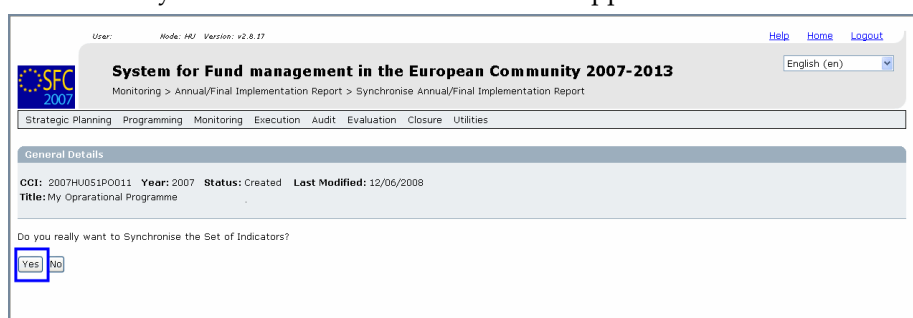 User: Node: HU Version: v2.8.17
Help Home Logout
SFC
2007
System for Fund management in the European Community 2007-2013
English (en)
Monitoring > Annual/Final Implementation Report > Synchronise Annual/Final Implementation Report
Strategic Planning Programming Monitoring Execution Audit Evaluation Closure Utilities
General Details
CCI: 2007HU051PO011 Year: 2007 Status: Created Last Modified: 12/06/2008
Title: My Oprarational Programme
Do you really want to Synchronise the Set of Indicators?
Yes No